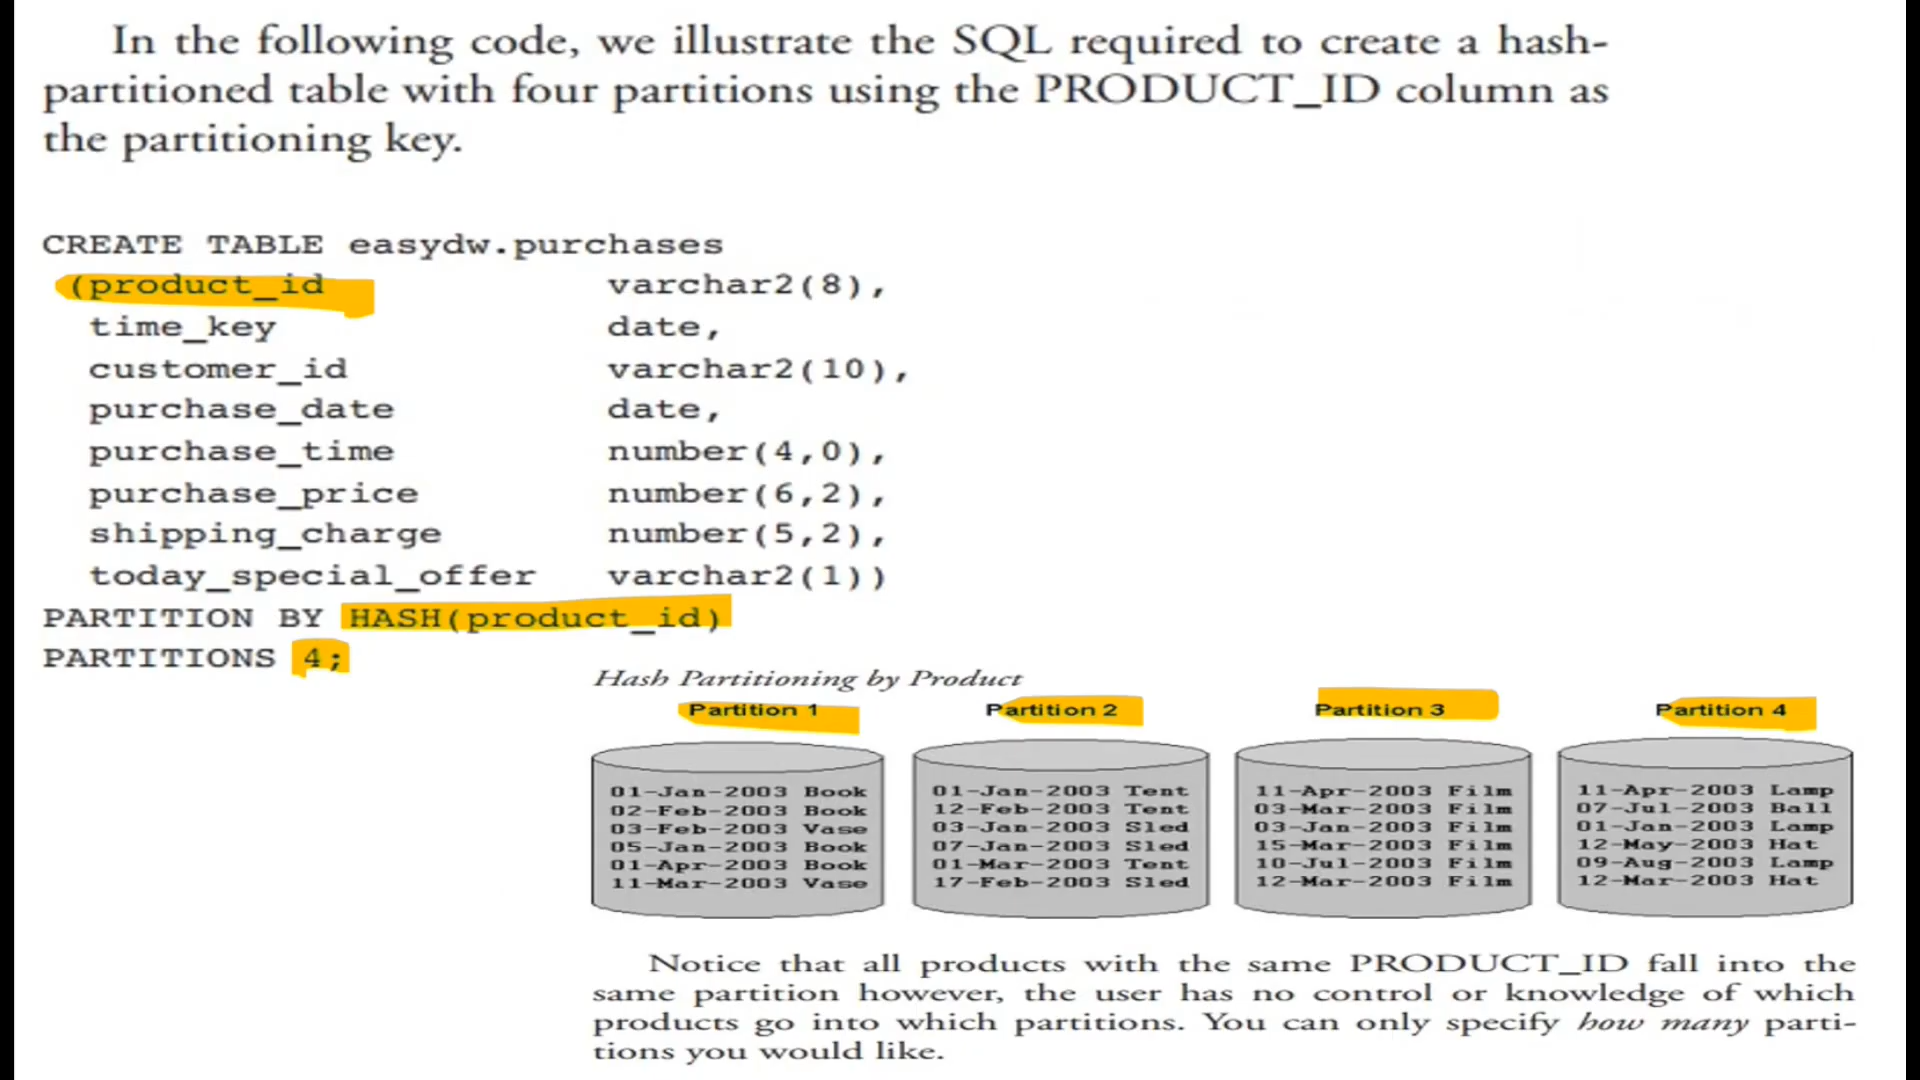 In the following code, we illustrate the SQL required to create a hash-
partitioned table with four partitions using the PRODUCT_ID column as
the partitioning key.
CREATE TABLE easydw.purchases
(product_id varchar2(8),
time_key date,
customer_id varchar2(10),
purchase_date date,
purchase_time number(4,0),
purchase_price number(6,2),
shipping_charge number(5,2),
today_special_offer varchar2(1))
PARTITION BY HASH(product_id)
PARTITIONS 4;
Hash Partitioning by Product
Partition 1
01-Jan-2003 Book
02-Feb-2003 Book
03-Feb-2003 Vase
05-Jan-2003 Book
01-Apr-2003 Book
11-Mar-2003 Vase
Partition 2
01-Jan-2003 Tent
12-Feb-2003 Tent
03-Jan-2003 Sled
07-Jan-2003 Sled
01-Mar-2003 Tent
17-Feb-2003 Sled
Partition 3
11-Apr-2003 Film
03-Mar-2003 Film
03-Jan-2003 Film
15-Mar-2003 Film
10-Jul-2003 Film
12-Mar-2003 Film
Partition 4
11-Apr-2003 Lamp
07-Jul-2003 Ball
01-Jan-2003 Lamp
12-May-2003 Hat
09-Aug-2003 Lamp
12-Mar-2003 Hat
Notice that all products with the same PRODUCT_ID fall into the
same partition however, the user has no control or knowledge of which
products go into which partitions. You can only specify how many parti-
tions you would like.